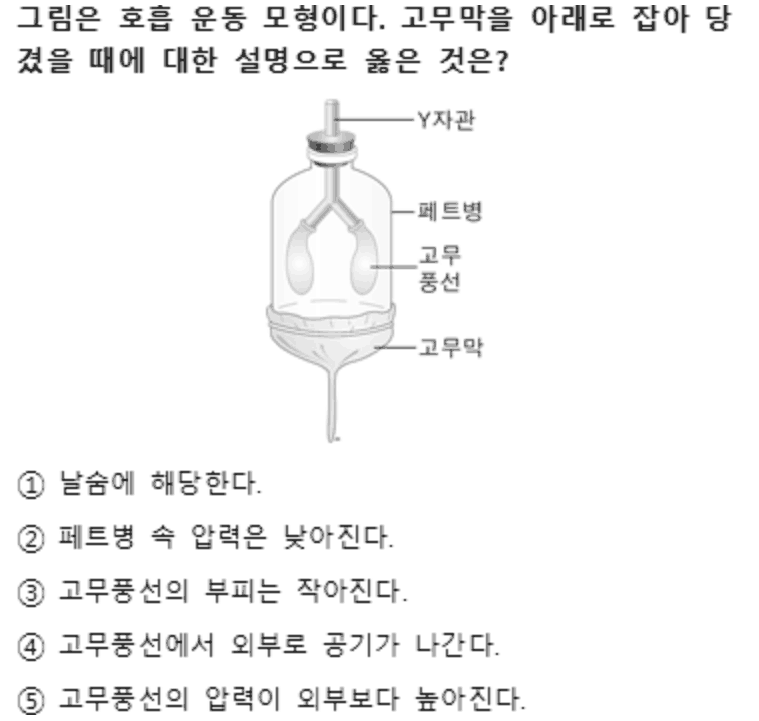 그림은 호흡 운동 모형이다. 고무막을 아래로 잡아 당
겼을 때에 대한 설명으로 옳은 것은?
Y자관
페트병
고무
풍선
고무막
① 날숨에 해당한다.
② 페트병 속 압력은 낮아진다.
③ 고무풍선의 부피는 작아진다.
④ 고무풍선에서 외부로 공기가 나간다.
⑤ 고무풍선의 압력이 외부보다 높아진다.